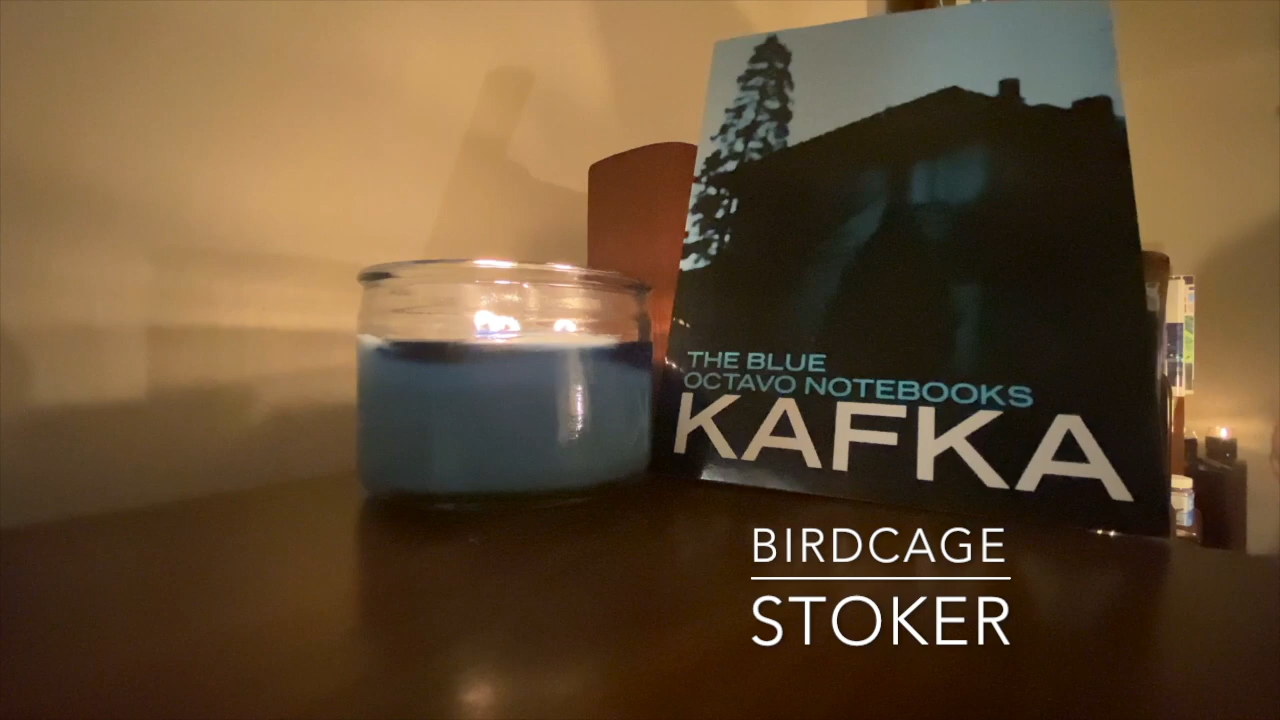 THE BLUE
OCTAVO NOTEBOOKS
KAFKA
BIRDCAGE
STOKER